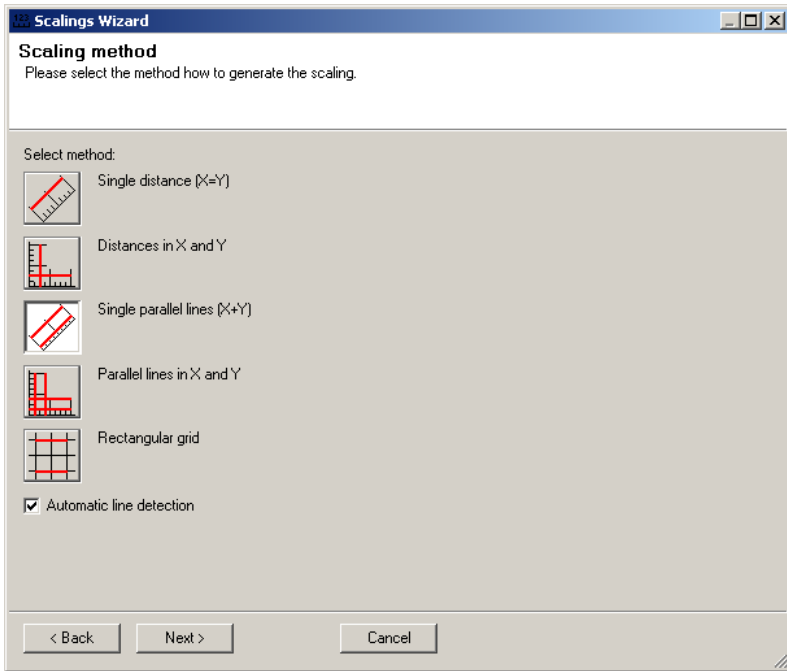 Scalings Wizard
Scaling method
Please select the method how to generate the scaling.
Select method:
Single distance (X=Y)
Distances in X and Y
Single parallel lines (X+Y)
Parallel lines in X and Y
Rectangular grid
Automatic line detection
< Back Next > Cancel